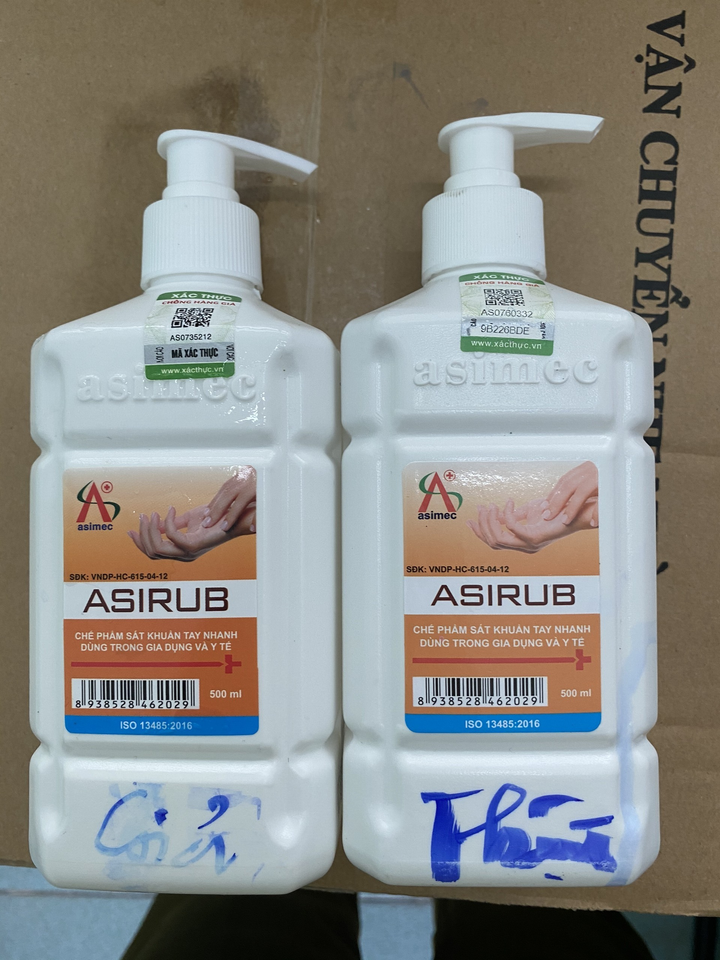 VẬN CHUYỂN
XÁC THỰC
CHỐNG HÀNG GIẢ
AS0735212
MÃ XÁC THỰC
www.xácthực.vn
asimec
asimec
SĐK: VNDP-HC-615-04-12
ASIRUB
CHẾ PHẨM SÁT KHUẨN TAY NHANH
DÙNG TRONG GIA DỤNG VÀ Y TẾ
8 938528 462029
500 ml
ISO 13485:2016
Giả
XÁC THỰC
CHỐNG HÀNG GIẢ
AS0760332
9B226BDE
www.xácthực.vn
asimec
asimec
SĐK: VNDP-HC-615-04-12
ASIRUB
CHẾ PHẨM SÁT KHUẨN TAY NHANH
DÙNG TRONG GIA DỤNG VÀ Y TẾ
8 938528 462029
500 ml
ISO 13485:2016